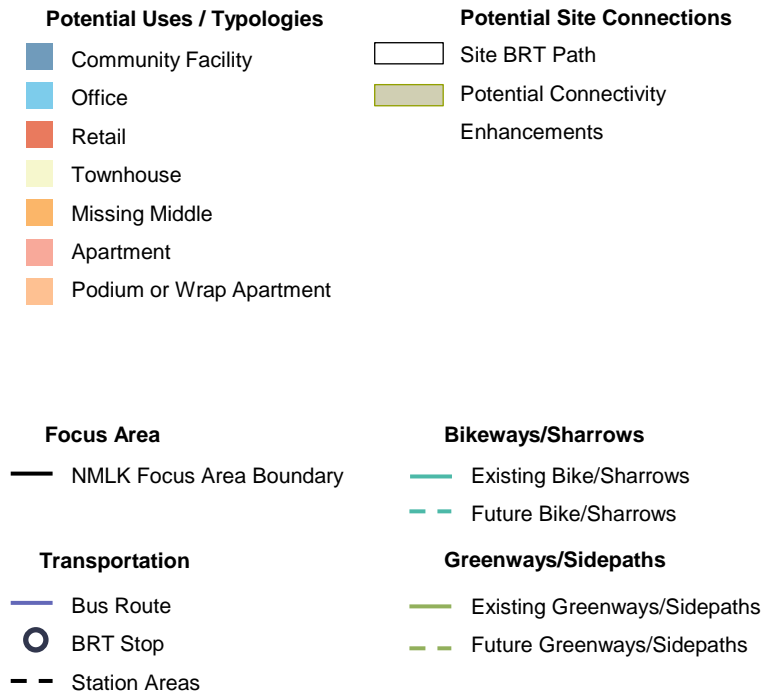 Potential Uses / Typologies
Community Facility
Office
Retail
Townhouse
Missing Middle
Apartment
Podium or Wrap Apartment
Potential Site Connections
Site BRT Path
Potential Connectivity
Enhancements
Focus Area
NMLK Focus Area Boundary
Bikeways/Sharrows
Existing Bike/Sharrows
Future Bike/Sharrows
Transportation
Bus Route
BRT Stop
Station Areas
Greenways/Sidepaths
Existing Greenways/Sidepaths
Future Greenways/Sidepaths